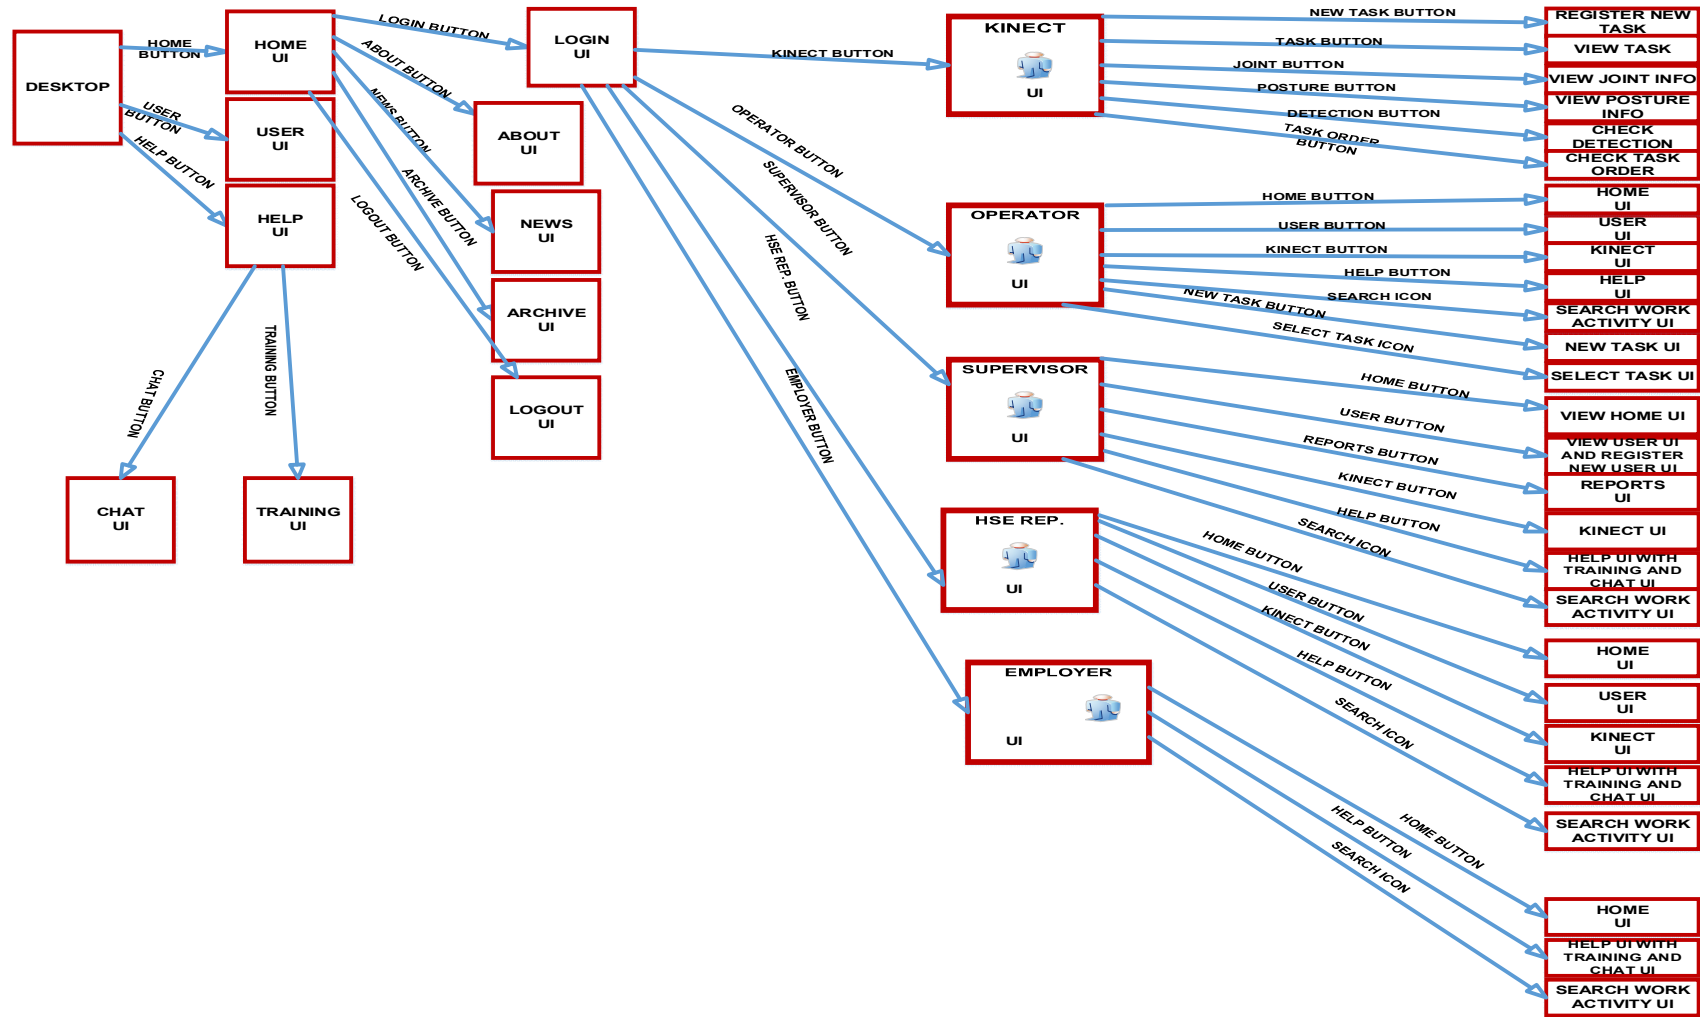 DESKTOP
HOME
BUTTON
USER
BUTTON
HELP BUTTON
HOME
UI
USER
UI
HELP
UI
CHAT BUTTON
TRAINING BUTTON
CHAT
UI
TRAINING
UI
LOGIN BUTTON
ABOUT BUTTON
NEWS BUTTON
ARCHIVE BUTTON
LOGOUT BUTTON
LOGIN
UI
ABOUT
UI
NEWS
UI
ARCHIVE
UI
LOGOUT
UI
KINECT BUTTON
OPERATOR BUTTON
SUPERVISOR BUTTON
HSE REP. BUTTON
EMPLOYER BUTTON
KINECT
UI
NEW TASK BUTTON
TASK BUTTON
JOINT BUTTON
POSTURE BUTTON
DETECTION BUTTON
TASK ORDER
BUTTON
REGISTER NEW
TASK
VIEW TASK
VIEW JOINT INFO
VIEW POSTURE
INFO
CHECK
DETECTION
CHECK TASK
ORDER
OPERATOR
UI
HOME BUTTON
USER BUTTON
KINECT BUTTON
HELP BUTTON
SEARCH ICON
NEW TASK BUTTON
SELECT TASK ICON
HOME
UI
USER
UI
KINECT
UI
HELP
UI
SEARCH WORK
ACTIVITY UI
NEW TASK UI
SELECT TASK UI
SUPERVISOR
UI
HOME BUTTON
USER BUTTON
REPORTS BUTTON
KINECT BUTTON
HELP BUTTON
SEARCH ICON
VIEW HOME UI
VIEW USER UI
AND REGISTER
NEW USER UI
REPORTS
UI
KINECT UI
HELP UI WITH
TRAINING AND
CHAT UI
SEARCH WORK
ACTIVITY UI
HSE REP.
UI
HOME BUTTON
USER BUTTON
KINECT BUTTON
HELP BUTTON
SEARCH ICON
HOME
UI
USER
UI
KINECT
UI
HELP UI WITH
TRAINING AND
CHAT UI
SEARCH WORK
ACTIVITY UI
EMPLOYER
UI
HOME BUTTON
HELP BUTTON
SEARCH ICON
HOME
UI
HELP UI WITH
TRAINING AND
CHAT UI
SEARCH WORK
ACTIVITY UI